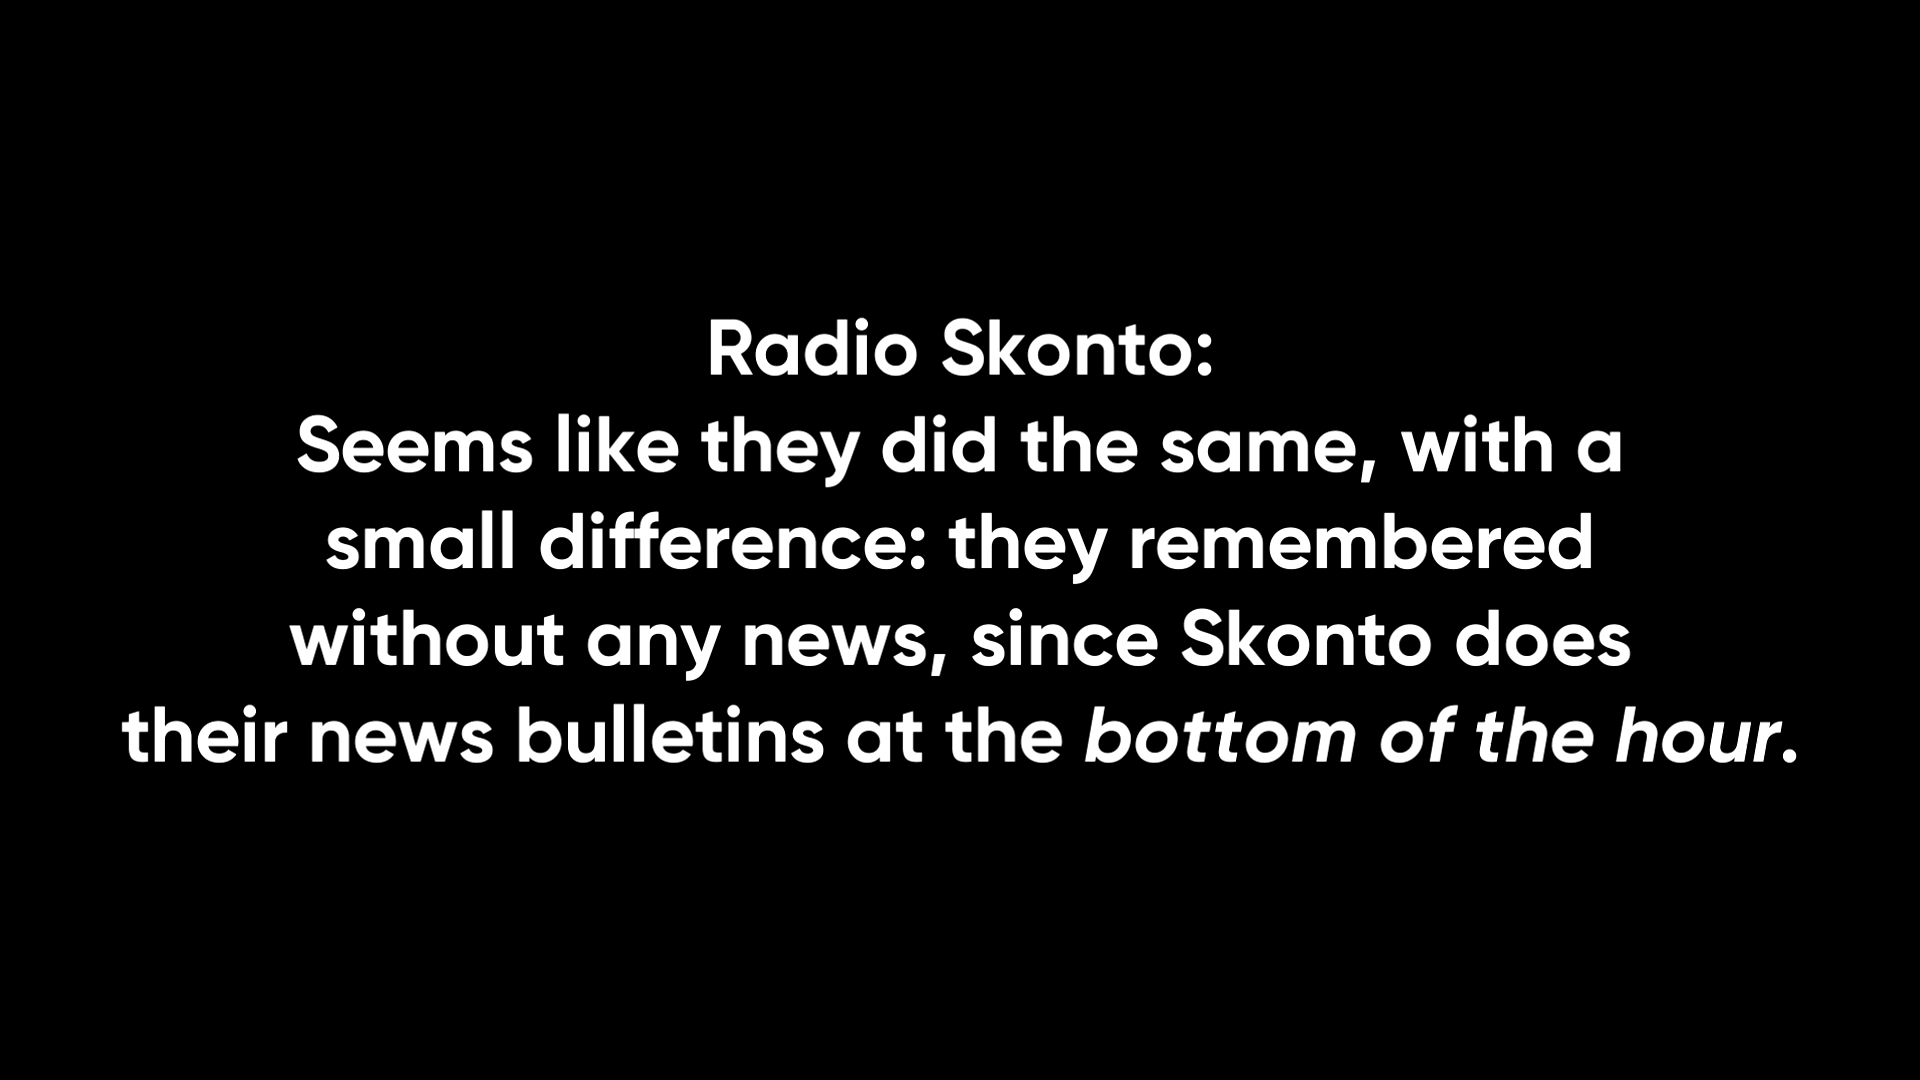 Radio Skonto:
Seems like they did the same, with a
small difference: they remembered
without any news, since Skonto does
their news bulletins at the bottom of the hour.